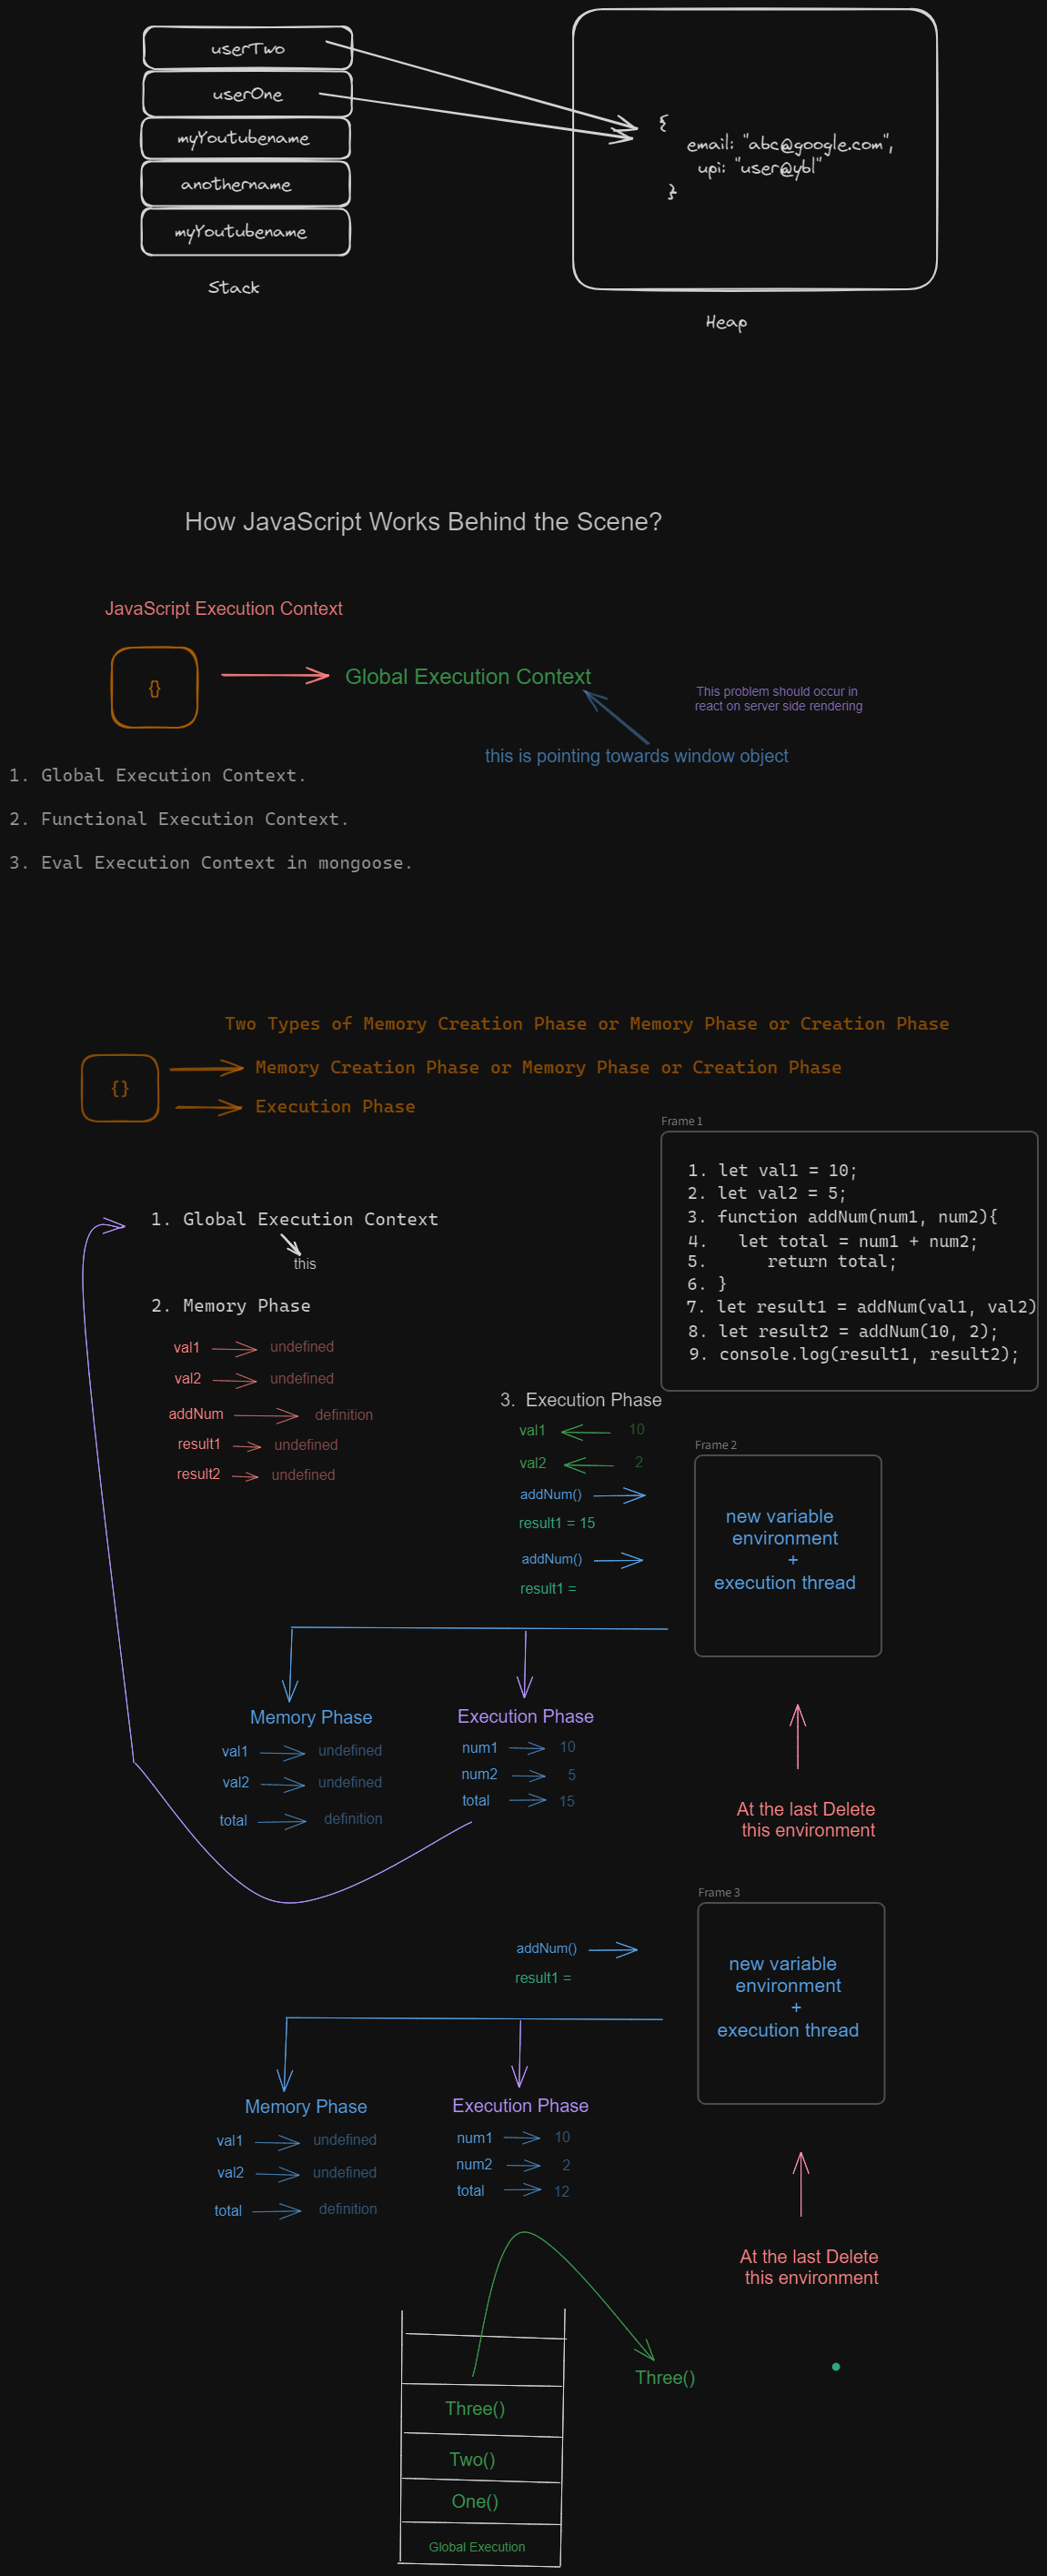 userTwo
userOne
myYoutubename
anothername
myYoutubename
Stack
{
email: "abc@google.com",
upi: "user@ybl"
}
Heap
How JavaScript Works Behind the Scene?
JavaScript Execution Context
{}
Global Execution Context
This problem should occur in
react on server side rendering
this is pointing towards window object
1. Global Execution Context.
2. Functional Execution Context.
3. Eval Execution Context in mongoose.
Two Types of Memory Creation Phase or Memory Phase or Creation Phase
{}
Memory Creation Phase or Memory Phase or Creation Phase
Execution Phase
Frame 1
1. let val1 = 10;
2. let val2 = 5;
3. function addNum(num1, num2){
4. let total = num1 + num2;
5. return total;
6. }
7. let result1 = addNum(val1, val2)
8. let result2 = addNum(10, 2);
9. console.log(result1, result2);
1. Global Execution Context
this
2. Memory Phase
val1 undefined
val2 undefined
addNum definition
result1 undefined
result2 undefined
3. Execution Phase
val1 10
val2 2
addNum()
result1 = 15
addNum()
result1 =
Frame 2
new variable
environment
+
execution thread
Memory Phase
val1 undefined
val2 undefined
total definition
Execution Phase
num1 10
num2 5
total 15
At the last Delete
this environment
Frame 3
new variable
environment
+
execution thread
addNum()
result1 =
Memory Phase
val1 undefined
val2 undefined
total definition
Execution Phase
num1 10
num2 2
total 12
At the last Delete
this environment
Three()
Three()
Two()
One()
Global Execution